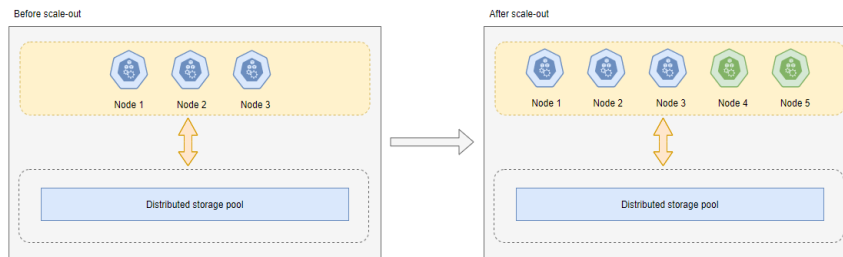 Before scale-out
Node 1
Node 2
Node 3
Distributed storage pool
After scale-out
Node 1
Node 2
Node 3
Node 4
Node 5
Distributed storage pool